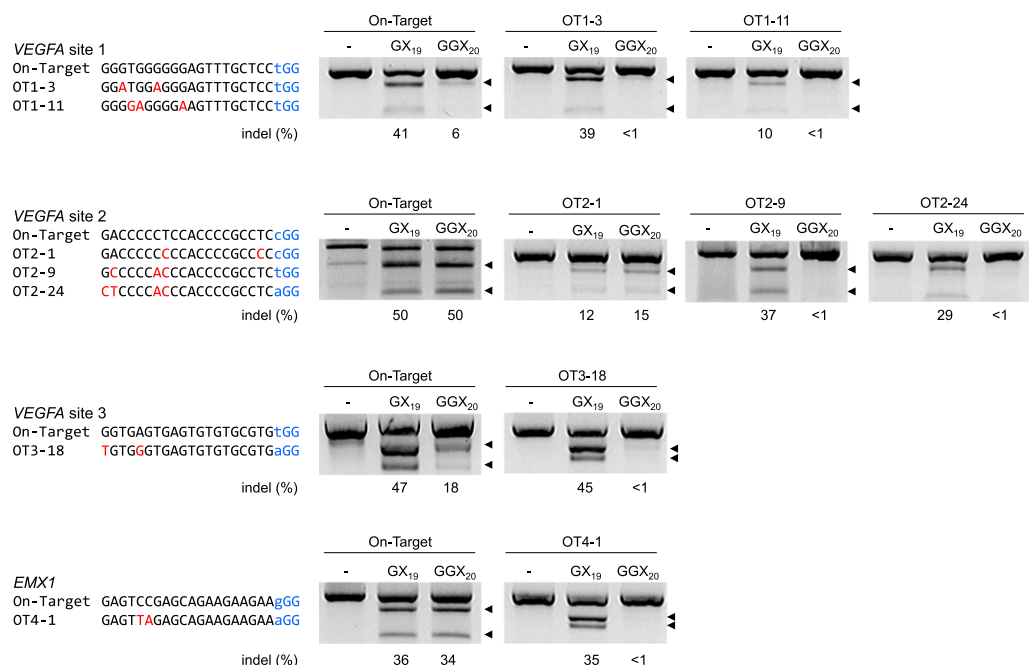 On-Target OT1-3 OT1-11
- GX19 GGX20 - GX19 GGX20 - GX19 GGX20
VEGFA site 1
On-Target GGGTGGGGGGAGTTTGCTCCtGG
OT1-3 GGATGGAGGGAGTTTGCTCCtGG
OT1-11 GGGGAGGGGAAGTTTGCTCCtGG
indel (%) 41 6 39 <1 10 <1
On-Target OT2-1 OT2-9 OT2-24
VEGFA site 2
- GX19 GGX20 - GX19 GGX20 - GX19 GGX20 - GX19 GGX20
On-Target GACCCCCTCCACCCCGCCTCcGG
OT2-1 GACCCCCCCCACCCCGCCCCcGG
OT2-9 GCCCCCACCCACCCCGCCTCtGG
OT2-24 CTCCCCACCCACCCCGCCTCaGG
indel (%) 50 50 12 15 37 <1 29 <1
On-Target OT3-18
- GX19 GGX20 - GX19 GGX20
VEGFA site 3
On-Target GGTGAGTGAGTGTGTGCGTGtGG
OT3-18 TGTGGGTGAGTGTGTGCGTGaGG
indel (%) 47 18 45 <1
On-Target OT4-1
- GX19 GGX20 - GX19 GGX20
EMX1
On-Target GAGTCCGAGCAGAAGAAGAAgGG
OT4-1 GAGTTAGAGCAGAAGAAGAAaGG
indel (%) 36 34 35 <1